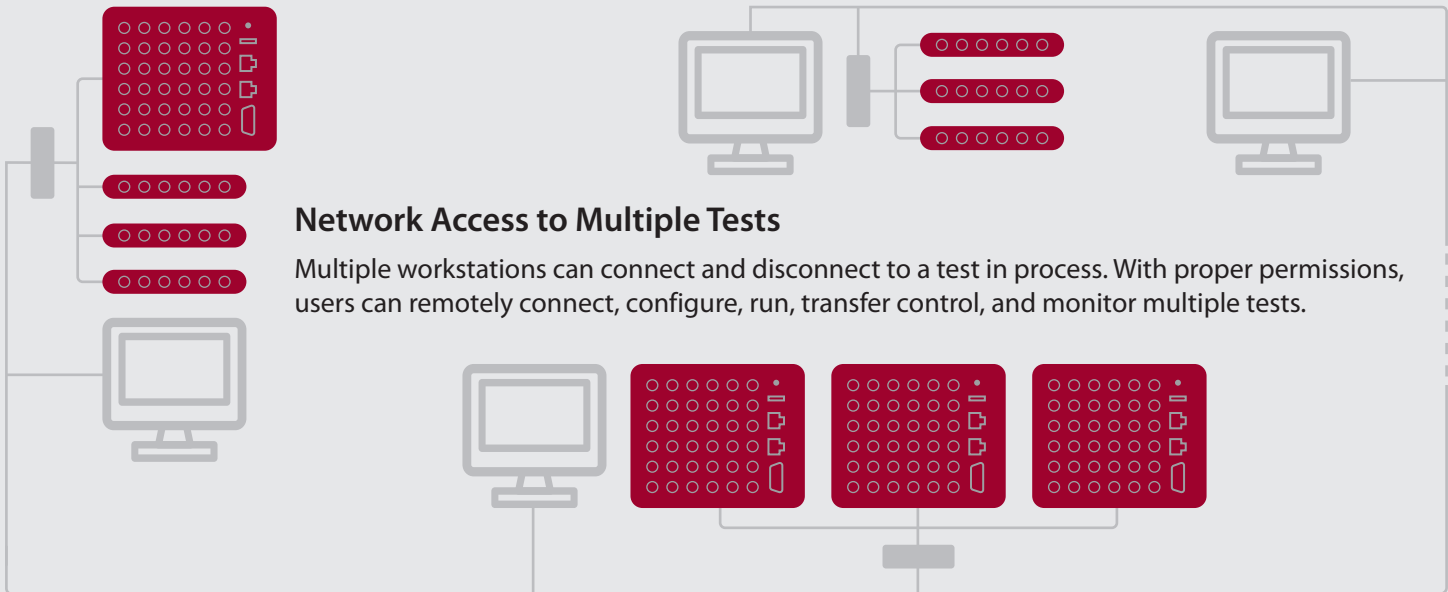 Network Access to Multiple Tests
Multiple workstations can connect and disconnect to a test in process. With proper permissions,
users can remotely connect, configure, run, transfer control, and monitor multiple tests.